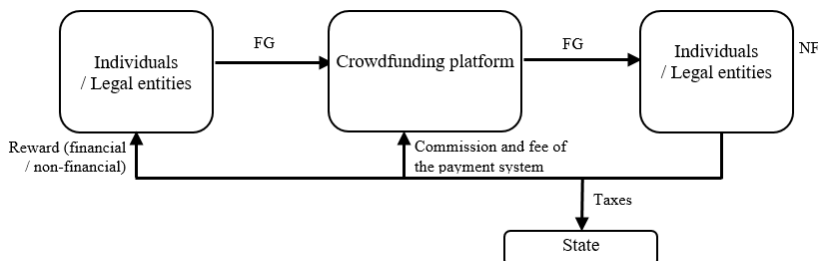 Individuals
/ Legal entities
FG
Crowdfunding platform
FG
Individuals
/ Legal entities
NF
Reward (financial
/ non-financial)
Commission and fee of
the payment system
Taxes
State